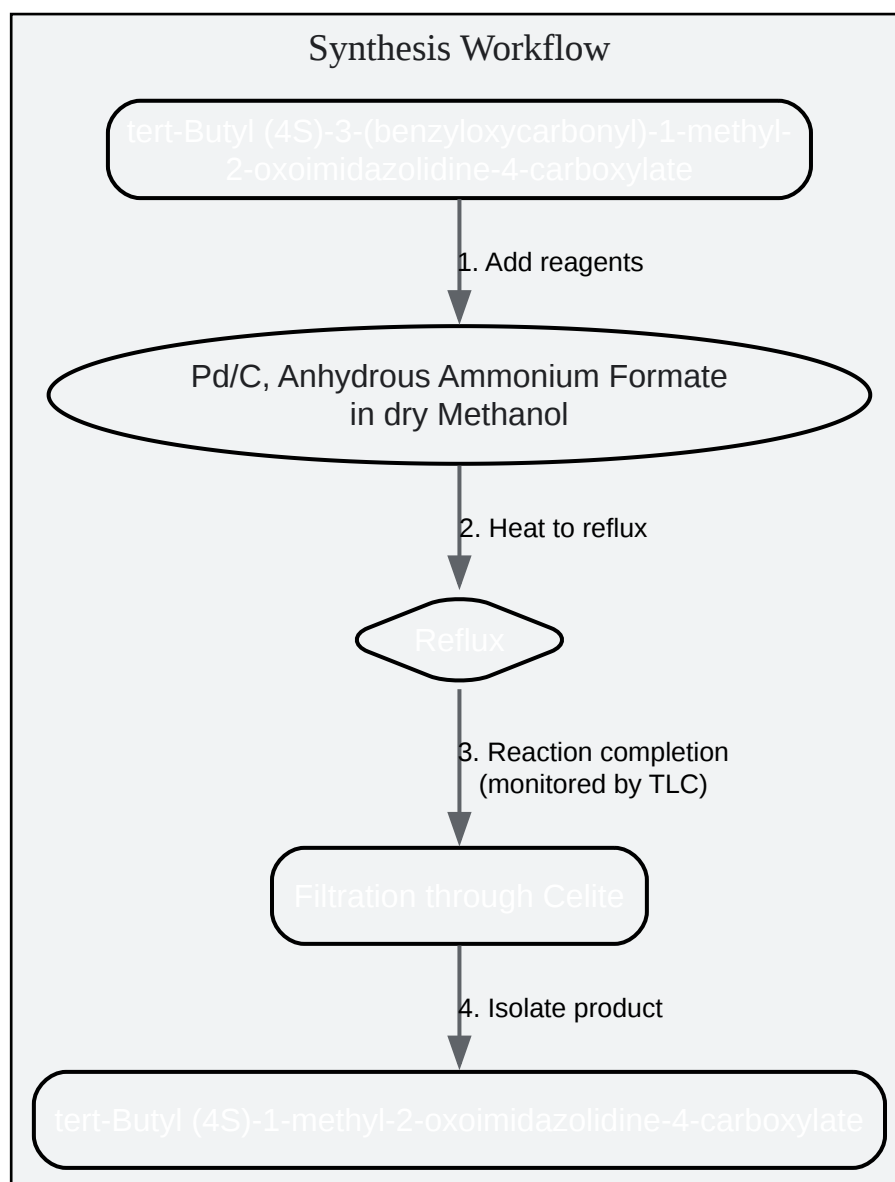 Synthesis Workflow
tert-Butyl (4S)-3-(benzyloxycarbonyl)-1-methyl-
2-oxoimidazolidine-4-carboxylate
1. Add reagents
Pd/C, Anhydrous Ammonium Formate
in dry Methanol
2. Heat to reflux
Reflux
3. Reaction completion
(monitored by TLC)
Filtration through Celite
4. Isolate product
tert-Butyl (4S)-1-methyl-2-oxoimidazolidine-4-carboxylate